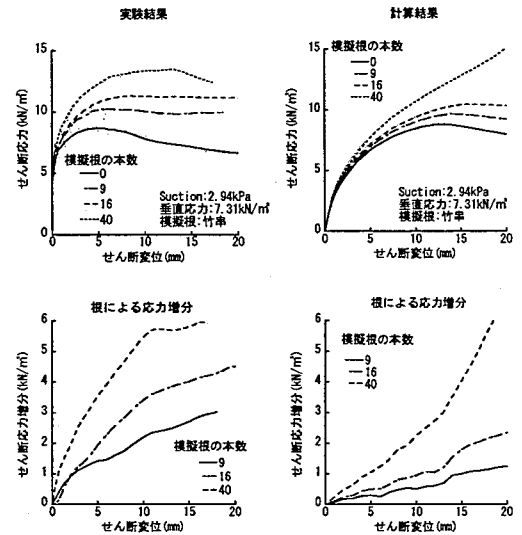 実験結果
せん断応力(kN/㎡)
15
10
5
0
模擬根の本数
0
9
16
40
Suction:2.94kPa
垂直応力:7.31kN/㎡
模擬根:竹串
0 5 10 15 20
せん断変位(mm)
計算結果
せん断応力(kN/㎡)
15
10
5
0
模擬根の本数
0
9
16
40
Suction:2.94kPa
垂直応力:7.31kN/㎡
模擬根:竹串
0 5 10 15 20
せん断変位(mm)
根による応力増分
せん断応力増分(kN/㎡)
6
5
4
3
2
1
0
模擬根の本数
9
16
40
0 5 10 15 20
せん断変位(mm)
根による応力増分
せん断応力増分(kN/㎡)
6
5
4
3
2
1
0
模擬根の本数
9
16
40
0 5 10 15 20
せん断変位(mm)